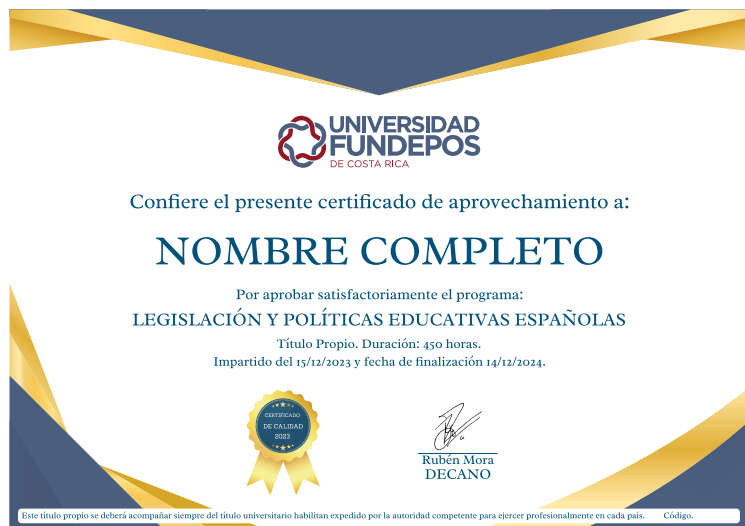 UNIVERSIDAD
FUNDEPOS
DE COSTA RICA
Confiere el presente certificado de aprovechamiento a:
NOMBRE COMPLETO
Por aprobar satisfactoriamente el programa:
LEGISLACIÓN Y POLÍTICAS EDUCATIVAS ESPAÑOLAS
Título Propio. Duración: 450 horas.
Impartido del 15/12/2023 y fecha de finalización 14/12/2024.
CERTIFICADO
DE CALIDAD
2023
Rubén Mora
DECANO
Este título propio se deberá acompañar siempre del título universitario habilitan expedido por la autoridad competente para ejercer profesionalmente en cada país. Código.